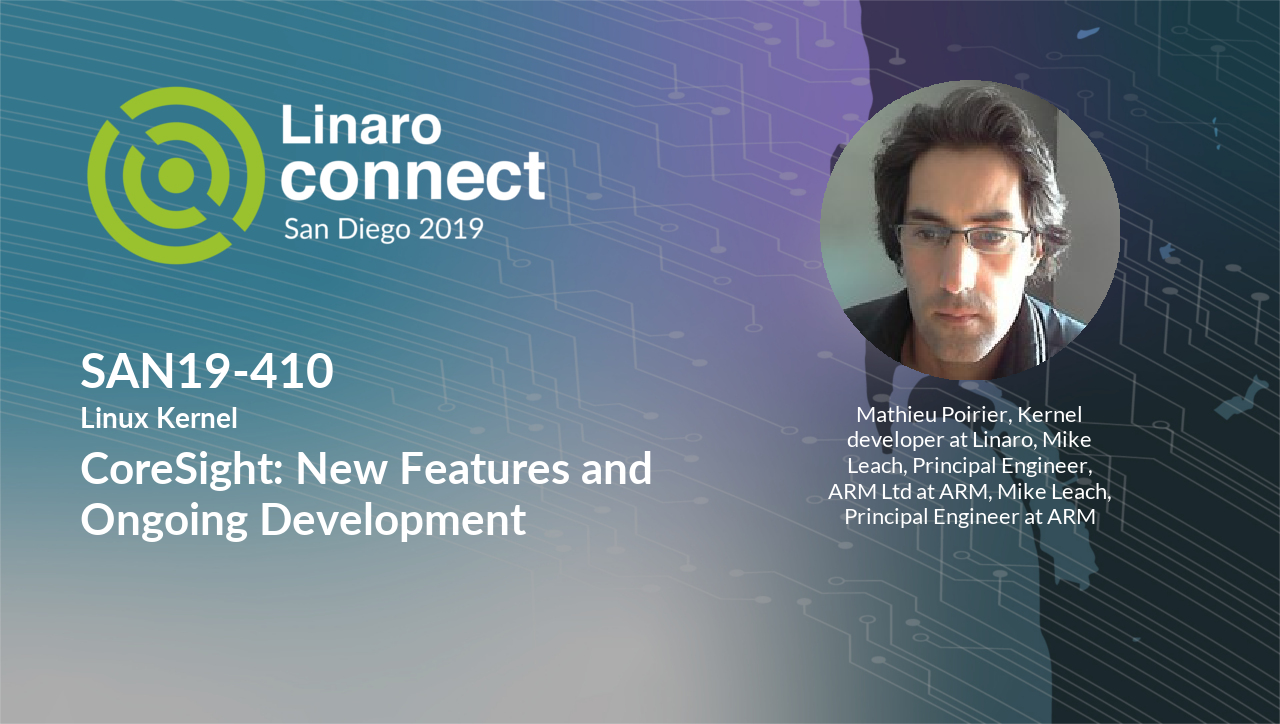 Linaro
connect
San Diego 2019
SAN19-410
Linux Kernel
CoreSight: New Features and
Ongoing Development
Mathieu Poirier, Kernel
developer at Linaro, Mike
Leach, Principal Engineer,
ARM Ltd at ARM, Mike Leach,
Principal Engineer at ARM